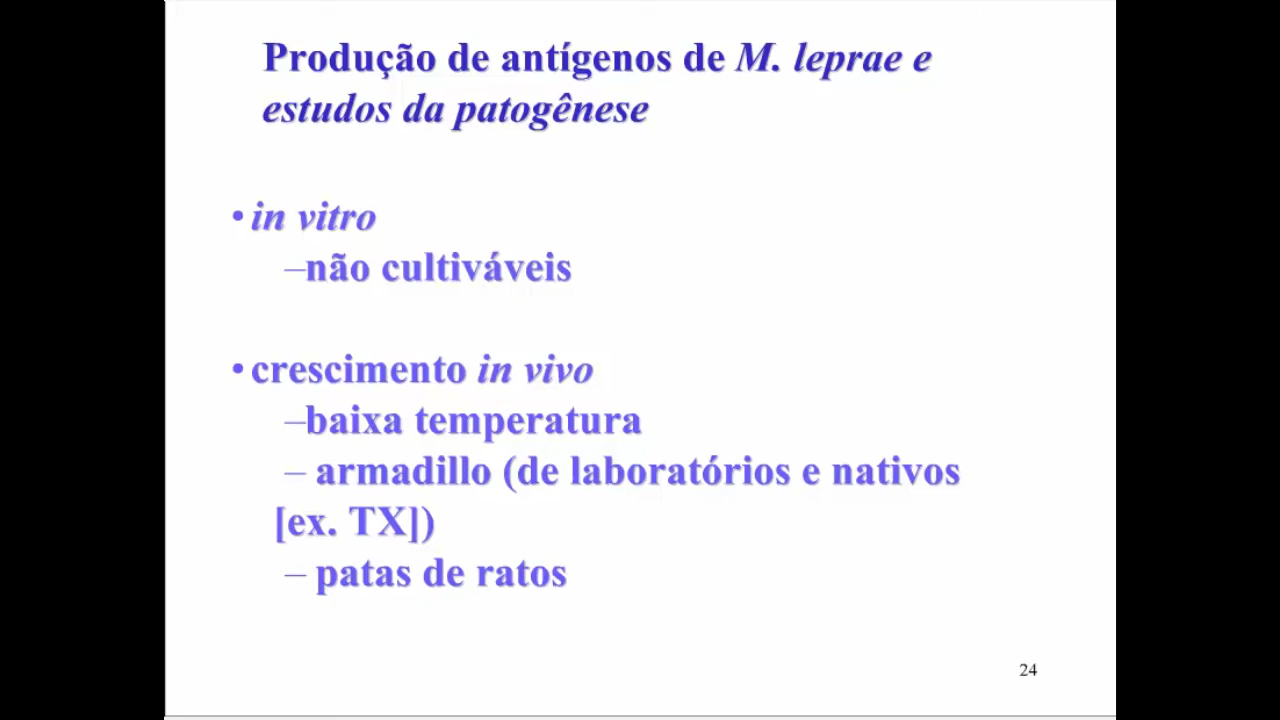 Produção de antígenos de M. leprae e
estudos da patogênese
• in vitro
–não cultiváveis
• crescimento in vivo
–baixa temperatura
– armadillo (de laboratórios e nativos
[ex. TX])
– patas de ratos
24